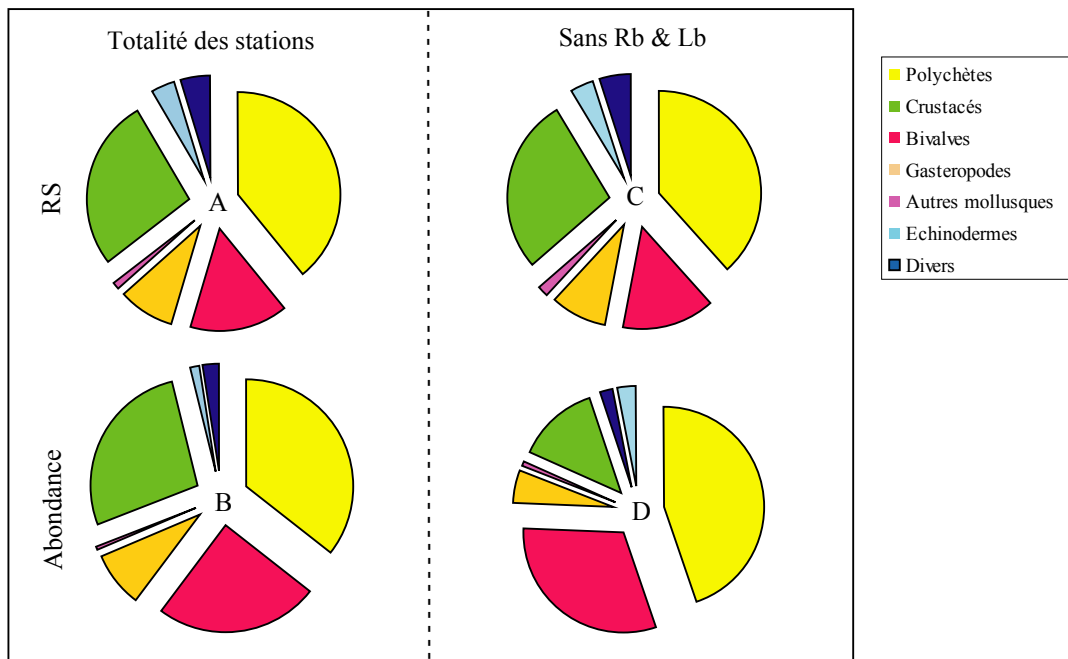 Totalité des stations
Sans Rb & Lb
RS
A
C
Abondance
B
D
Polychètes
Crustacés
Bivalves
Gasteropodes
Autres mollusques
Echinodermes
Divers